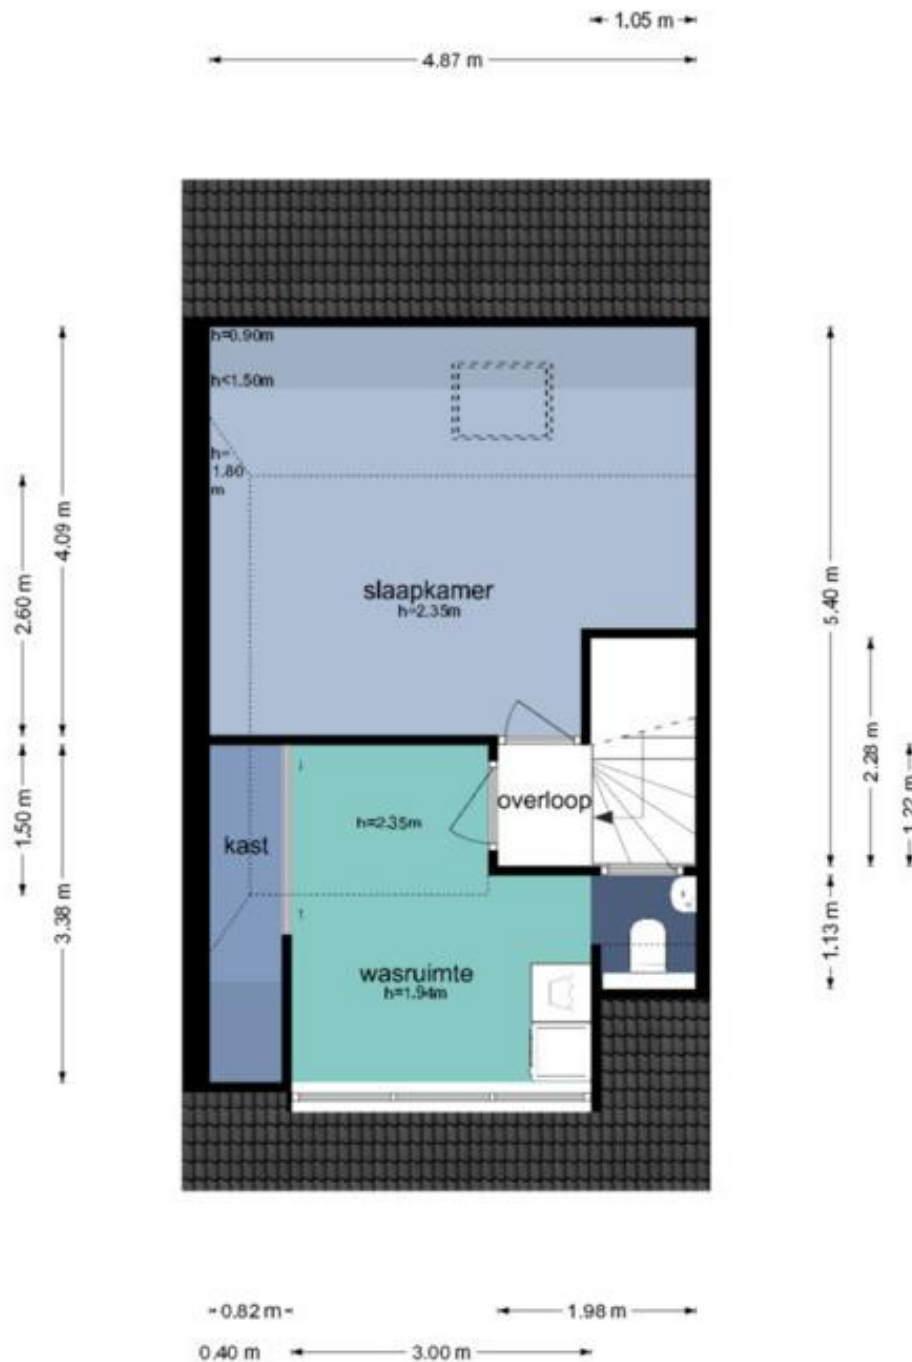 1.05 m
4.87 m
h=0.90m
h<1.50m
h=
1.80
m
4.09 m
2.60 m
5.40 m
slaapkamer
h=2.35m
2.28 m
1.22 m
overloop
h=2.35m
kast
1.50 m
3.38 m
1.13 m
wasruimte
h=1.94m
0.82 m
1.98 m
0.40 m
3.00 m